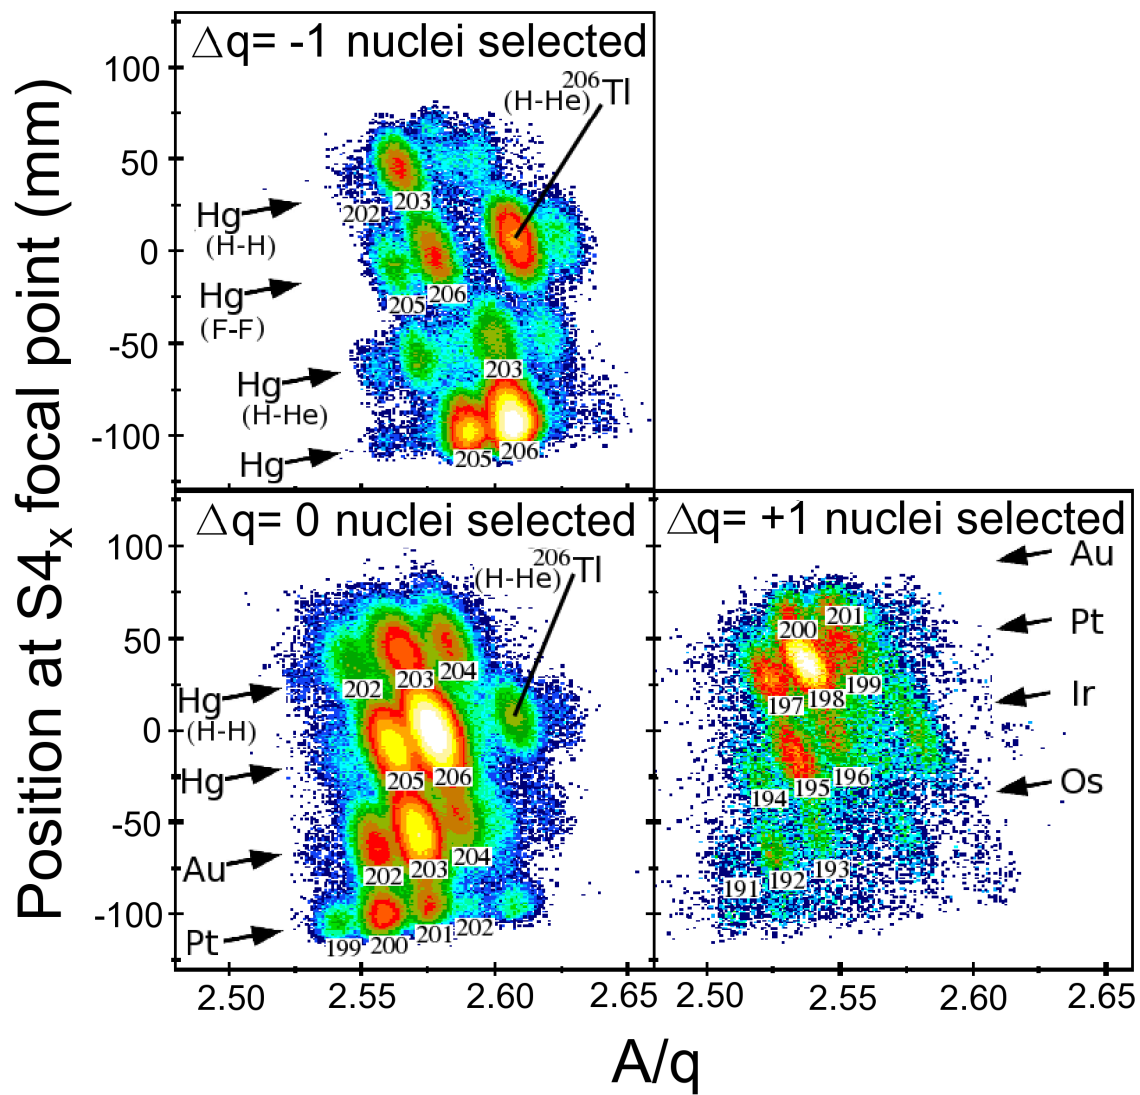 Position at S4x focal point (mm)
Δq= -1 nuclei selected
100
50
0
-50
-100
(H-He)206Tl
Hg
(H-H)
202
203
Hg
(F-F)
205
206
Hg
(H-He)
203
Hg
205
206
Δq= 0 nuclei selected
100
50
0
-50
-100
(H-He)206Tl
Hg
(H-H)
202
203
204
Hg
205
206
Au
202
203
204
Pt
199
200
201
202
2.50
2.55
2.60
2.65
Δq= +1 nuclei selected
Au
Pt
200
201
Ir
197
198
199
Os
194
195
196
191
192
193
2.50
2.55
2.60
2.65
A/q